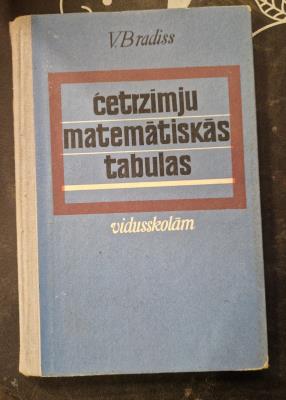 V. Bradiss
četrzīmju
matemātiskās
tabulas
vidusskolām